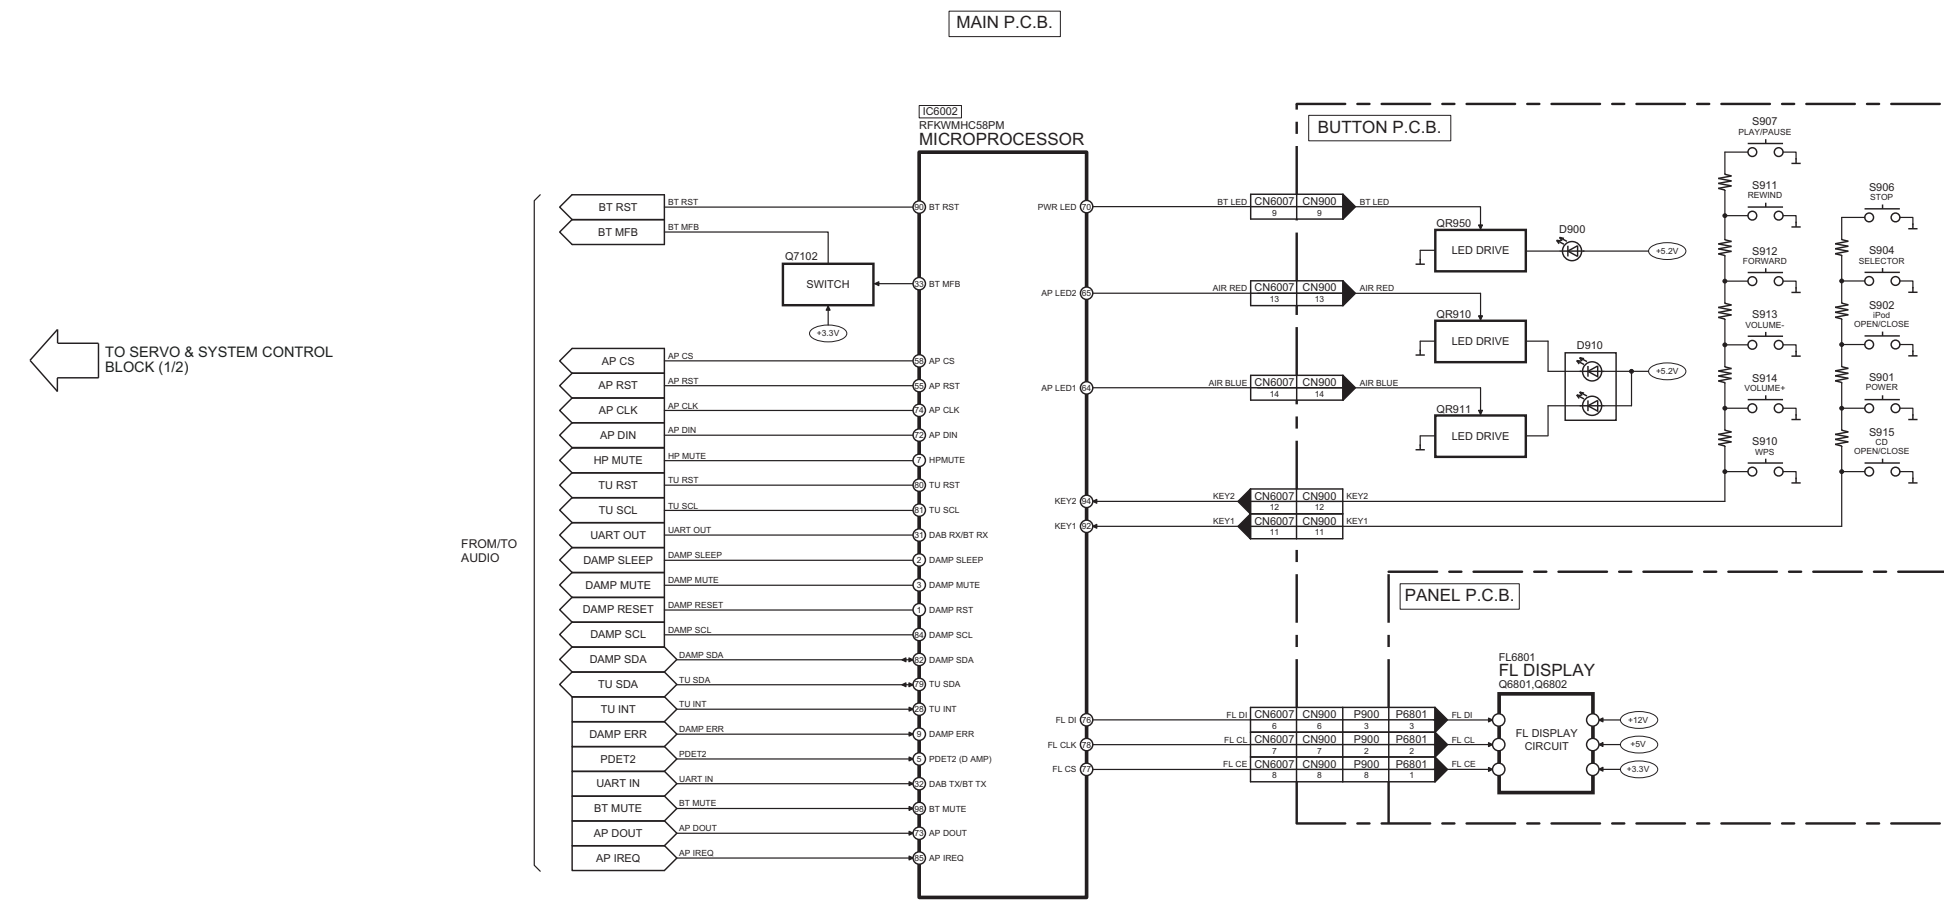 MAIN P.C.B.
TO SERVO & SYSTEM CONTROL
BLOCK (1/2)
FROM/TO
AUDIO
BT RST
BT RST
BT MFB
BT MFB
Q7102
SWITCH
+3.3V
AP CS
AP CS
AP RST
AP RST
AP CLK
AP CLK
AP DIN
AP DIN
HP MUTE
HP MUTE
TU RST
TU RST
TU SCL
TU SCL
UART OUT
UART OUT
DAMP SLEEP
DAMP SLEEP
DAMP MUTE
DAMP MUTE
DAMP RESET
DAMP RESET
DAMP SCL
DAMP SCL
DAMP SDA
DAMP SDA
TU SDA
TU SDA
TU INT
TU INT
DAMP ERR
DAMP ERR
PDET2
PDET2
UART IN
UART IN
BT MUTE
BT MUTE
AP DOUT
AP DOUT
AP IREQ
AP IREQ
IC6002
RFKWMHC58PM
MICROPROCESSOR
90 BT RST
33 BT MFB
58 AP CS
55 AP RST
74 AP CLK
72 AP DIN
7 HPMUTE
80 TU RST
81 TU SCL
31 DAB RX/BT RX
2 DAMP SLEEP
3 DAMP MUTE
1 DAMP RST
84 DAMP SCL
82 DAMP SDA
79 TU SDA
28 TU INT
9 DAMP ERR
5 PDET2 (D AMP)
32 DAB TX/BT TX
98 BT MUTE
73 AP DOUT
85 AP IREQ
PWR LED 70
AP LED2 65
AP LED1 64
KEY2 94
KEY1 92
FL DI 76
FL CLK 78
FL CS 77
BUTTON P.C.B.
BT LED CN6007 CN900 BT LED
9 9
QR950
LED DRIVE
D900
+5.2V
AIR RED CN6007 CN900 AIR RED
13 13
QR910
LED DRIVE
D910
+5.2V
AIR BLUE CN6007 CN900 AIR BLUE
14 14
QR911
LED DRIVE
KEY2 CN6007 CN900 KEY2
12 12
KEY1 CN6007 CN900 KEY1
11 11
S907
PLAY/PAUSE
S911
REWIND
S912
FORWARD
S913
VOLUME-
S914
VOLUME+
S910
WPS
S906
STOP
S904
SELECTOR
S902
iPod
OPEN/CLOSE
S901
POWER
S915
CD
OPEN/CLOSE
PANEL P.C.B.
FL DI CN6007 CN900 P900 P6801 FL DI
6 6 3 3
FL CL CN6007 CN900 P900 P6801 FL CL
7 7 2 2
FL CE CN6007 CN900 P900 P6801 FL CE
8 8 8 1
FL6801
FL DISPLAY
Q6801,Q6802
FL DISPLAY
CIRCUIT
+12V
+5V
+3.3V